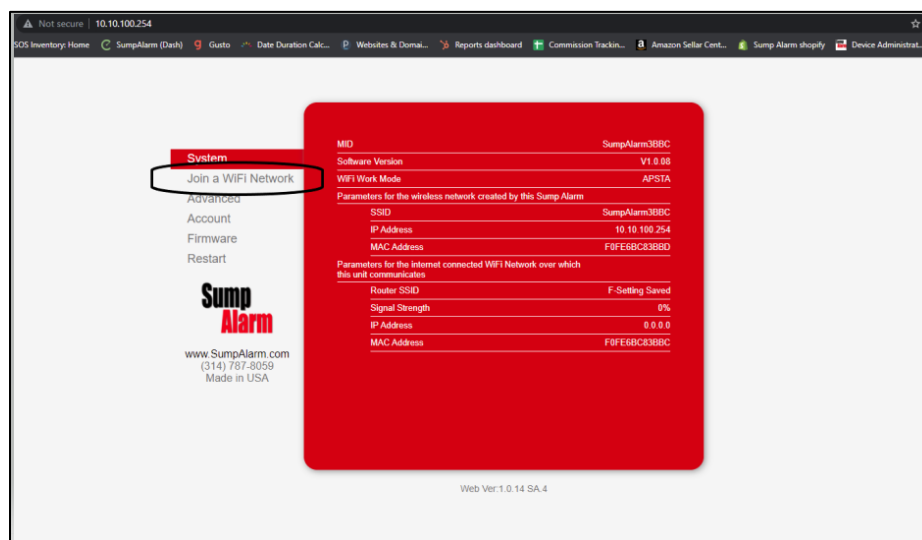 Not secure | 10.10.100.254
SOS Inventory: Home SumpAlarm (Dash) Gusto Date Duration Calc... Websites & Domai... Reports dashboard Commission Trackin... Amazon Sellar Cent... Sump Alarm shopify Device Administrat...
System
Join a WiFi Network
Advanced
Account
Firmware
Restart
Sump
Alarm
www.SumpAlarm.com
(314) 787-8059
Made in USA
MID SumpAlarm3BBC
Software Version V1.0.08
WiFi Work Mode APSTA
Parameters for the wireless network created by this Sump Alarm
SSID SumpAlarm3BBC
IP Address 10.10.100.254
MAC Address F0FE6BC83BBD
Parameters for the internet connected WiFi Network over which
this unit communicates
Router SSID F-Setting Saved
Signal Strength 0%
IP Address 0.0.0.0
MAC Address F0FE6BC83BBC
Web Ver:1.0.14 SA.4